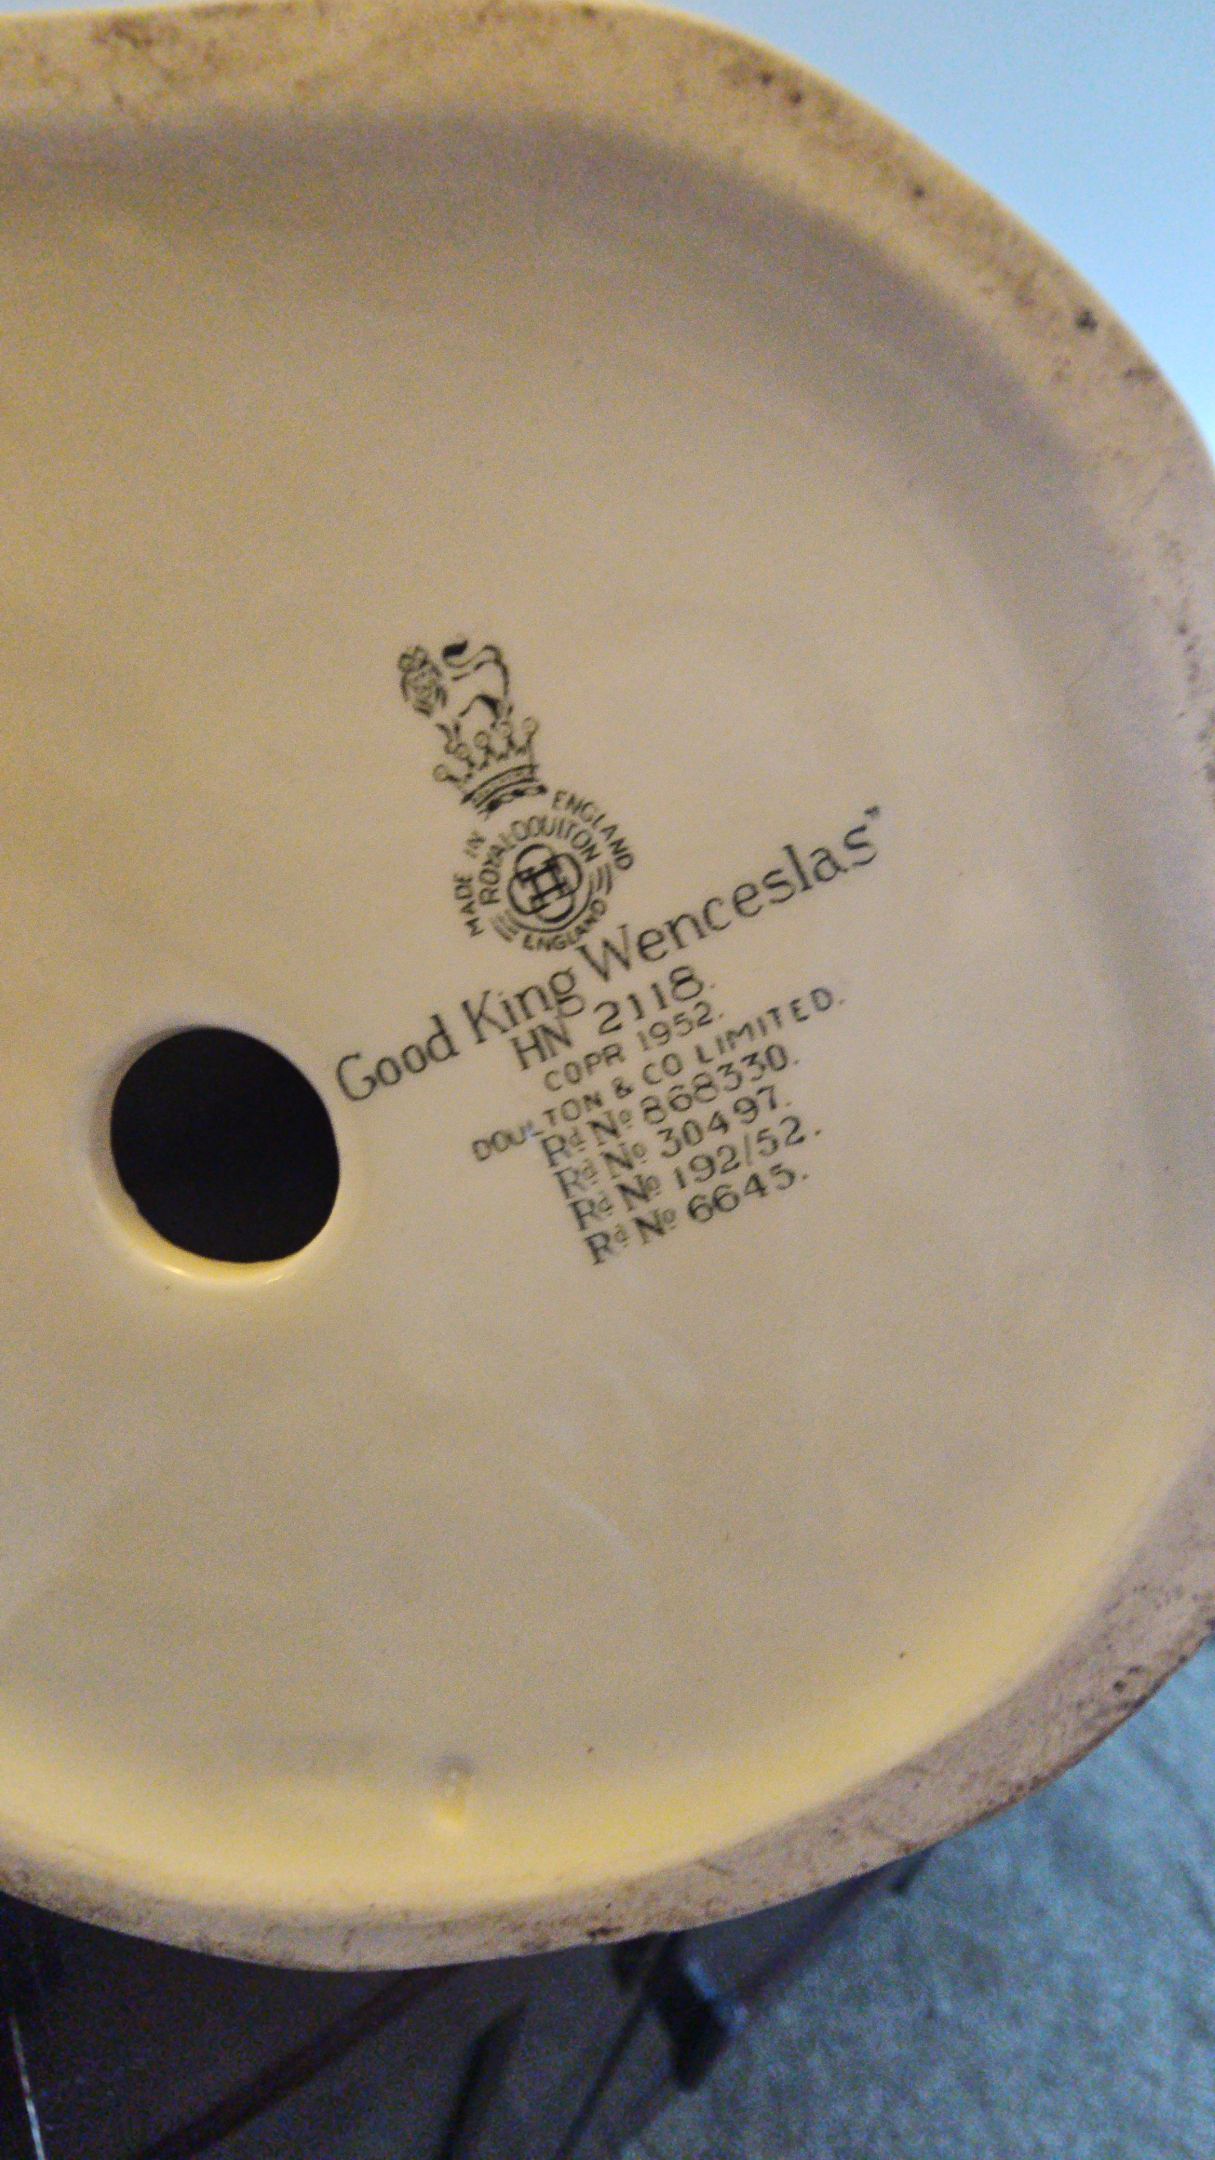 MADE IN ENGLAND
ROYAL DOULTON
ENGLAND
Good King Wenceslas"
HN 2118.
COPR 1952.
DOULTON & CO LIMITED.
Rd No 868330.
Rd No 30497.
Rd No 192/52.
Rd No 6645.